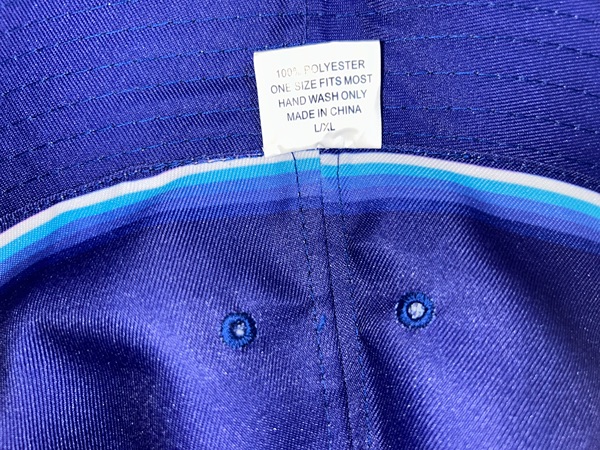 100% POLYESTER
ONE SIZE FITS MOST
HAND WASH ONLY
MADE IN CHINA
L/XL